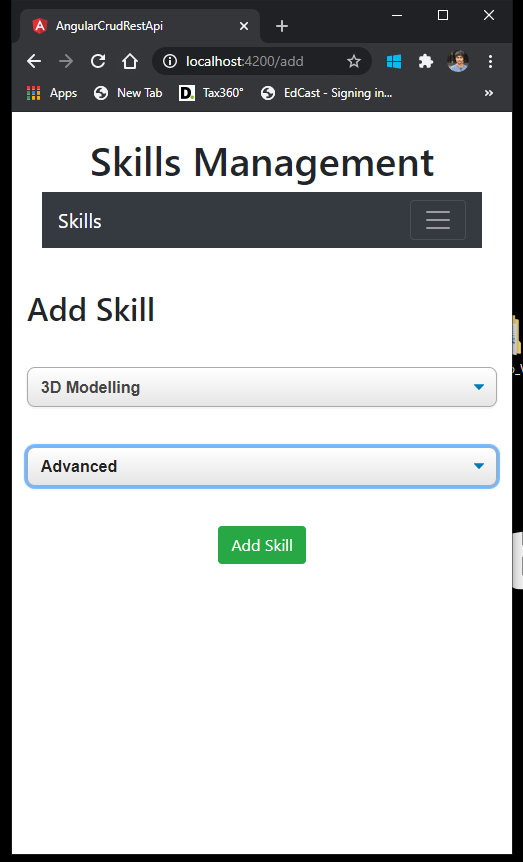 AngularCrudRestApi
localhost:4200/add
Apps New Tab D. Tax360° EdCast - Signing in...
Skills Management
Skills
Add Skill
3D Modelling
Advanced
Add Skill